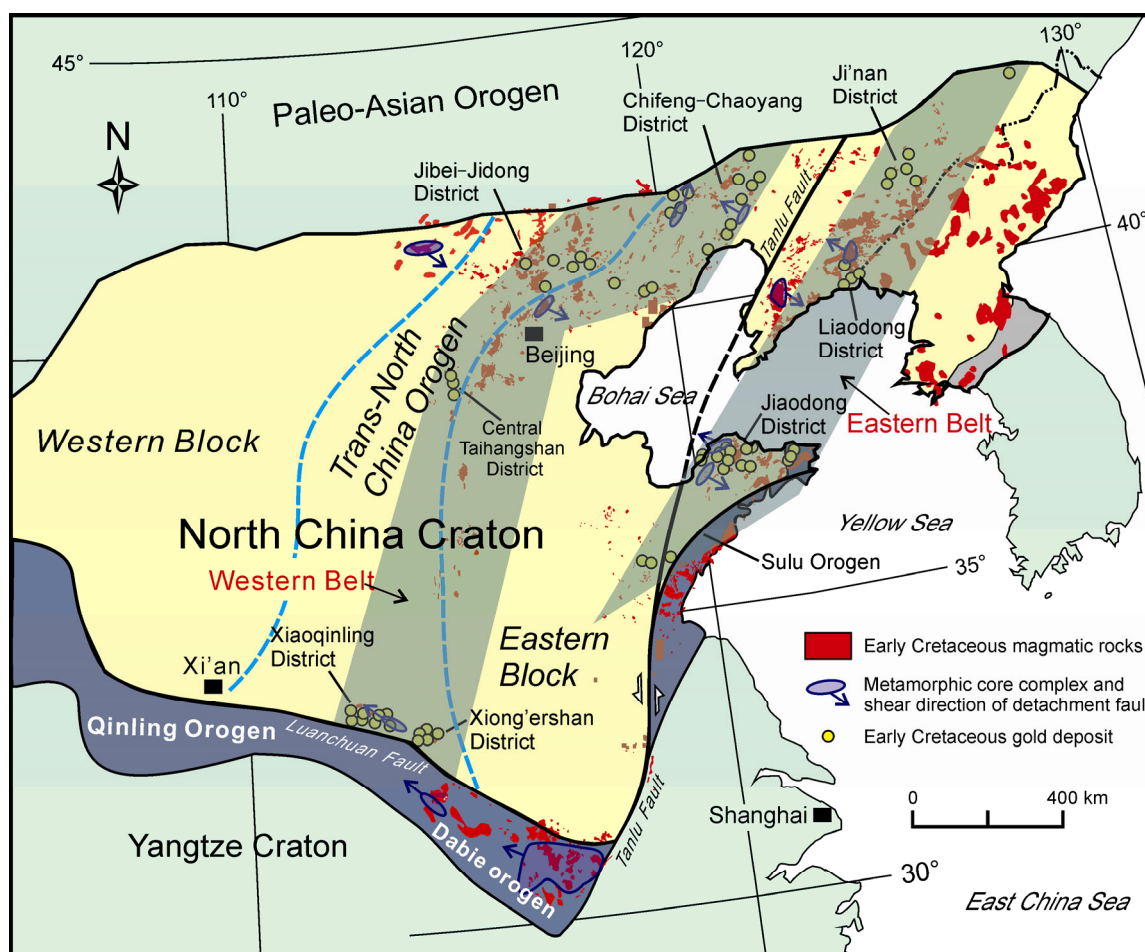 130°
120°
45°
110°
Paleo-Asian Orogen
Ji'nan
District
Chifeng-Chaoyang
District
N
Jibei-Jidong
District
Tanlu Fault
40°
Trans-North
China Orogen
Beijing
Liaodong
District
Bohai Sea
Western Block
Central
Taihangshan
District
Jiaodong
District
Eastern Belt
North China Craton
Yellow Sea
Sulu Orogen
35°
Western Belt
Eastern
Block
Xiaoqinling
District
Xi'an
Early Cretaceous magmatic rocks
Metamorphic core complex and
shear direction of detachment faul
Early Cretaceous gold deposit
Qinling Orogen
Luanchuan Fault
Xiong'ershan
District
0 400 km
Shanghai
Tanlu Fault
Yangtze Craton
Dabie orogen
30°
East China Sea